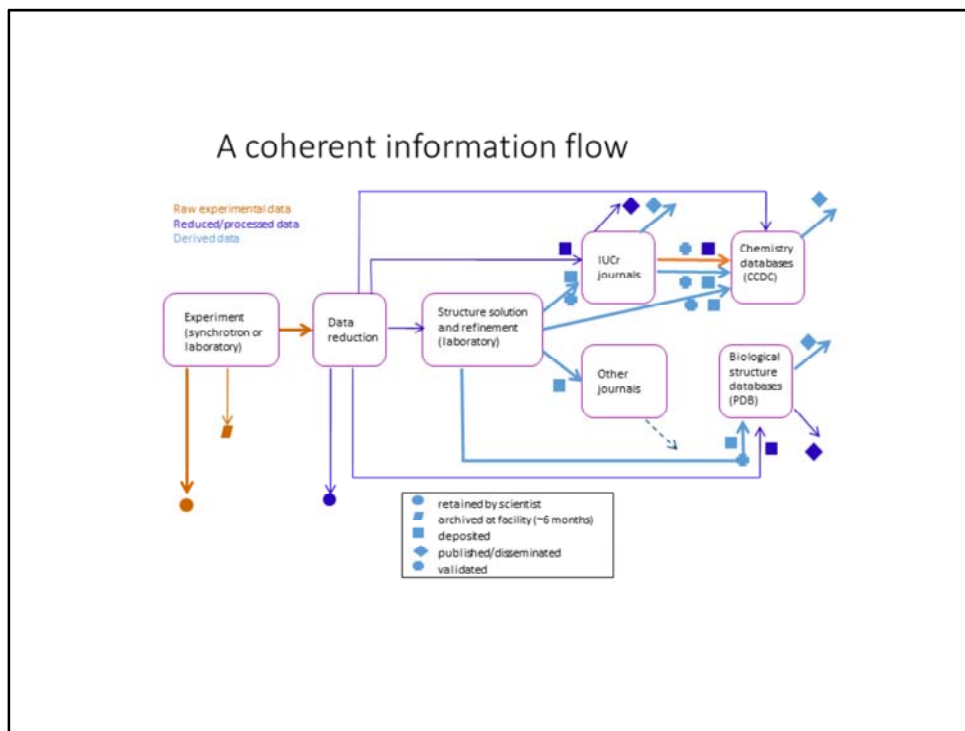 A coherent information flow
Raw experimental data
Reduced/processed data
Derived data
IUCr
journals
Chemistry
databases
(CCDC)
Experiment
(synchrotron or
laboratory)
Data
reduction
Structure solution
and refinement
(laboratory)
Other
journals
Biological
structure
databases
(PDB)
retained by scientist
archived at facility (~6 months)
deposited
published/disseminated
validated